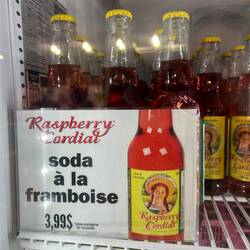 Raspberry
Cordial
soda
à la
framboise
3,99$
Raspberry
Cordial